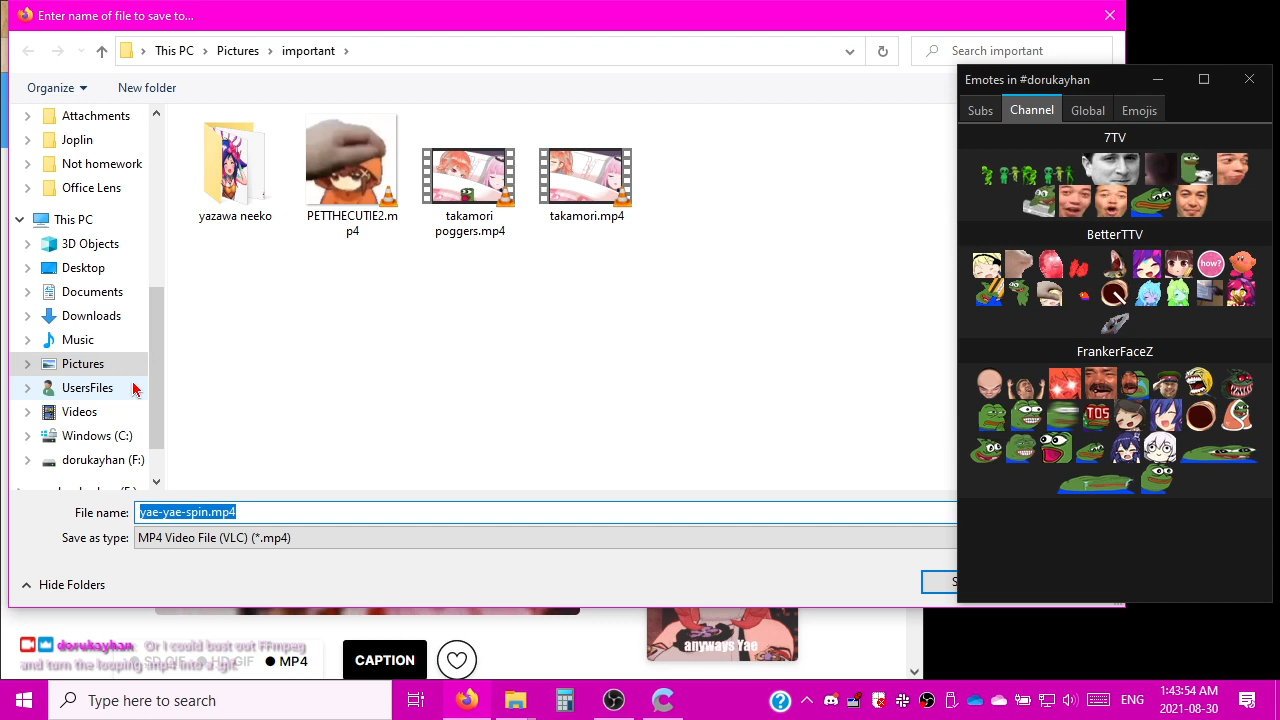 Enter name of file to save to...
This PC
Pictures
important
Search important
Organize
New folder
Attachments
Joplin
Not homework
Office Lens
This PC
3D Objects
Desktop
Documents
Downloads
Music
Pictures
UsersFiles
Videos
Windows (C:)
dorukayhan (F:)
yazawa neeko
PETTHECUTIE2.m
p4
takamori
poggers.mp4
takamori.mp4
File name:
yae-yae-spin.mp4
Save as type:
MP4 Video File (VLC) (*.mp4)
Hide Folders
Emotes in #dorukayhan
Subs
Channel
Global
Emojis
7TV
BetterTTV
how?
FrankerFaceZ
TOS
anyways Yae
dorukayhan: Or I could bust out FFmpeg
and turn the looping .mp4 into a .gif.
SD GIF
HD GIF
MP4
CAPTION
Type here to search
ENG
1:43:54 AM
2021-08-30